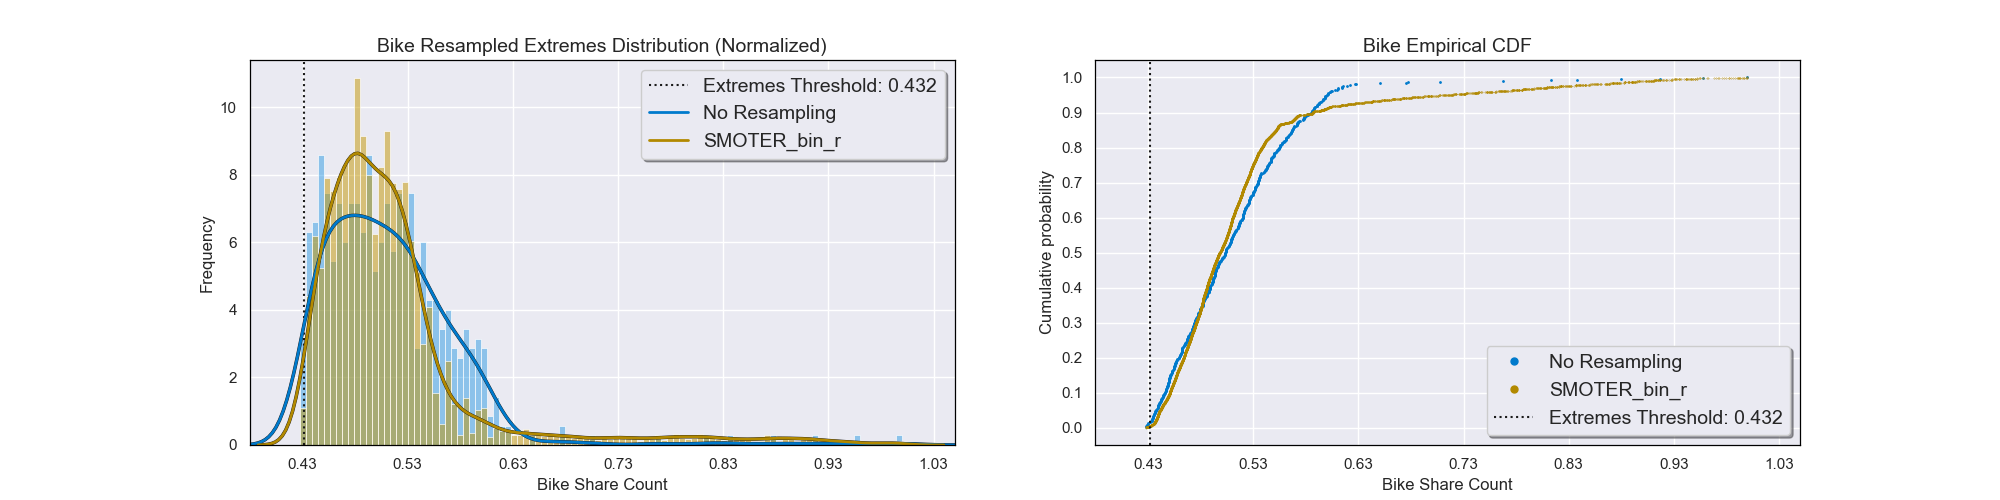 Bike Resampled Extremes Distribution (Normalized)
Extremes Threshold: 0.432
No Resampling
SMOTER_bin_r
Frequency
10
8
6
4
2
0
0.43 0.53 0.63 0.73 0.83 0.93 1.03
Bike Share Count
Bike Empirical CDF
Cumulative probability
1.0
0.9
0.8
0.7
0.6
0.5
0.4
0.3
0.2
0.1
0.0
No Resampling
SMOTER_bin_r
Extremes Threshold: 0.432
0.43 0.53 0.63 0.73 0.83 0.93 1.03
Bike Share Count